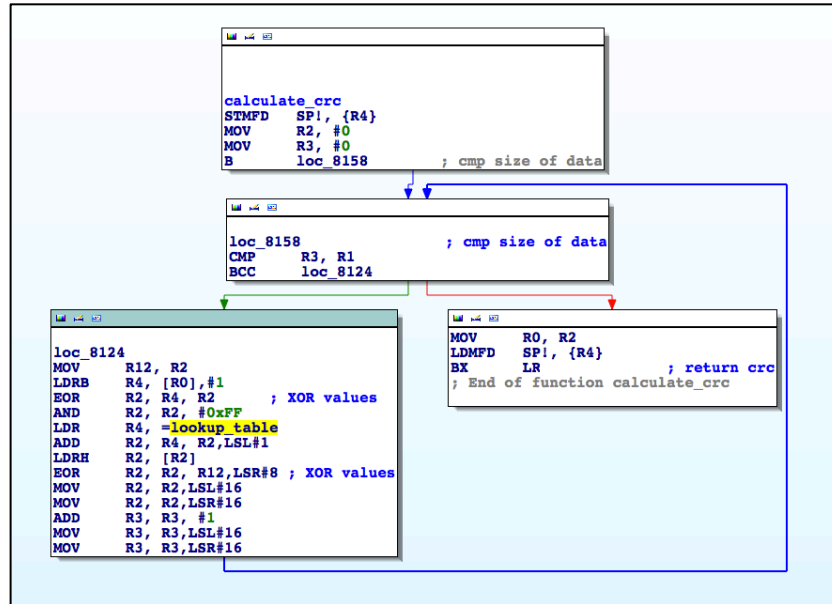 calculate_crc
STMFD SP!, {R4}
MOV R2, #0
MOV R3, #0
B loc_8158 ; cmp size of data
loc_8158 ; cmp size of data
CMP R3, R1
BCC loc_8124
loc_8124
MOV R12, R2
LDRB R4, [R0],#1
EOR R2, R4, R2 ; XOR values
AND R2, R2, #0xFF
LDR R4, =lookup_table
ADD R2, R4, R2,LSL#1
LDRH R2, [R2]
EOR R2, R2, R12,LSR#8 ; XOR values
MOV R2, R2,LSL#16
MOV R2, R2,LSR#16
ADD R3, R3, #1
MOV R3, R3,LSL#16
MOV R3, R3,LSR#16
MOV R0, R2
LDMFD SP!, {R4}
BX LR ; return crc
; End of function calculate_crc